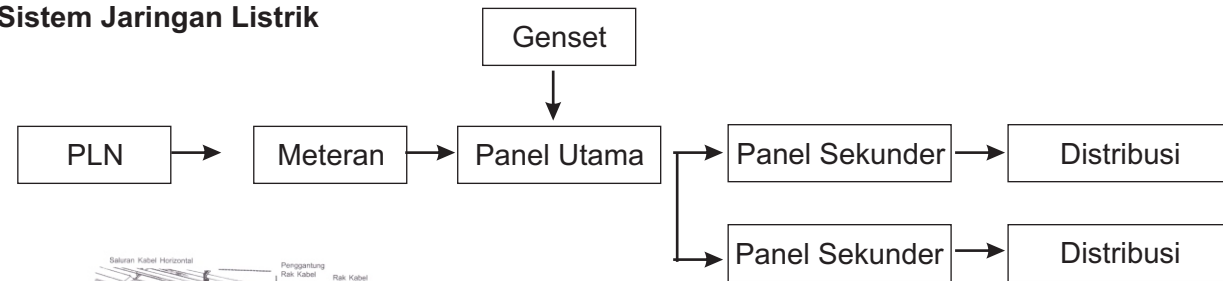 Sistem Jaringan Listrik
Genset
PLN
Meteran
Panel Utama
Panel Sekunder
Distribusi
Panel Sekunder
Distribusi
Saluran Kabel Horizontal
Penggantung
Rak Kabel
Rak Kabel